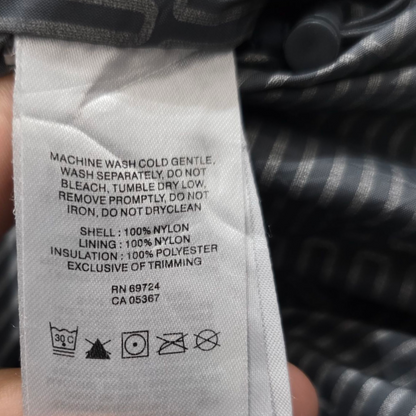 MACHINE WASH COLD GENTLE,
WASH SEPARATELY, DO NOT
BLEACH, TUMBLE DRY LOW,
REMOVE PROMPTLY, DO NOT
IRON, DO NOT DRYCLEAN
SHELL : 100% NYLON
LINING : 100% NYLON
INSULATION : 100% POLYESTER
EXCLUSIVE OF TRIMMING
RN 69724
CA 05367
30 C